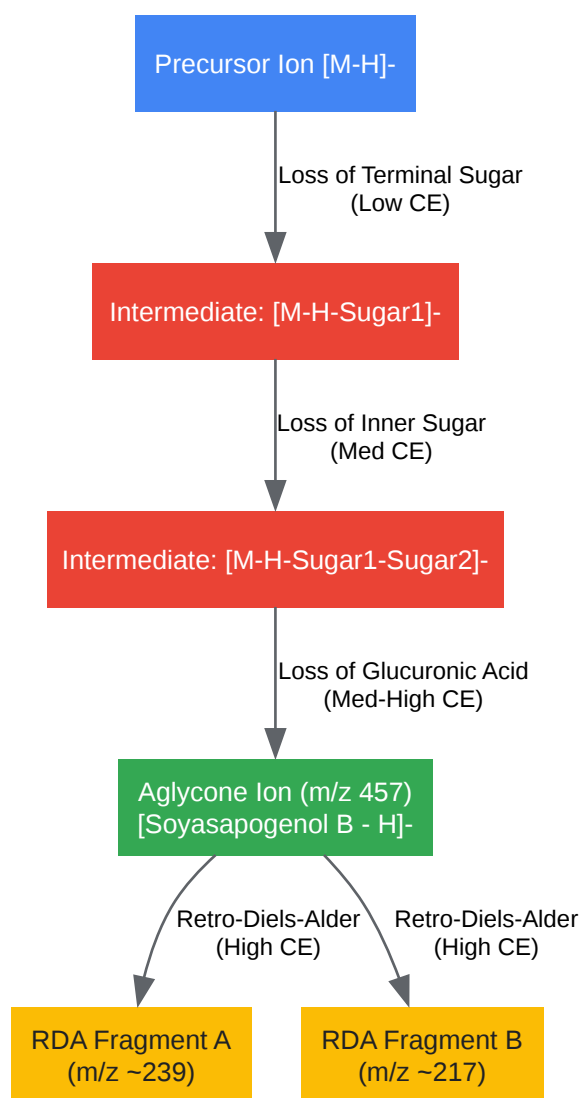 Precursor Ion [M-H]-
Loss of Terminal Sugar
(Low CE)
Intermediate: [M-H-Sugar1]-
Loss of Inner Sugar
(Med CE)
Intermediate: [M-H-Sugar1-Sugar2]-
Loss of Glucuronic Acid
(Med-High CE)
Aglycone Ion (m/z 457)
[Soyasapogenol B - H]-
Retro-Diels-Alder
(High CE)
Retro-Diels-Alder
(High CE)
RDA Fragment A
(m/z ~239)
RDA Fragment B
(m/z ~217)